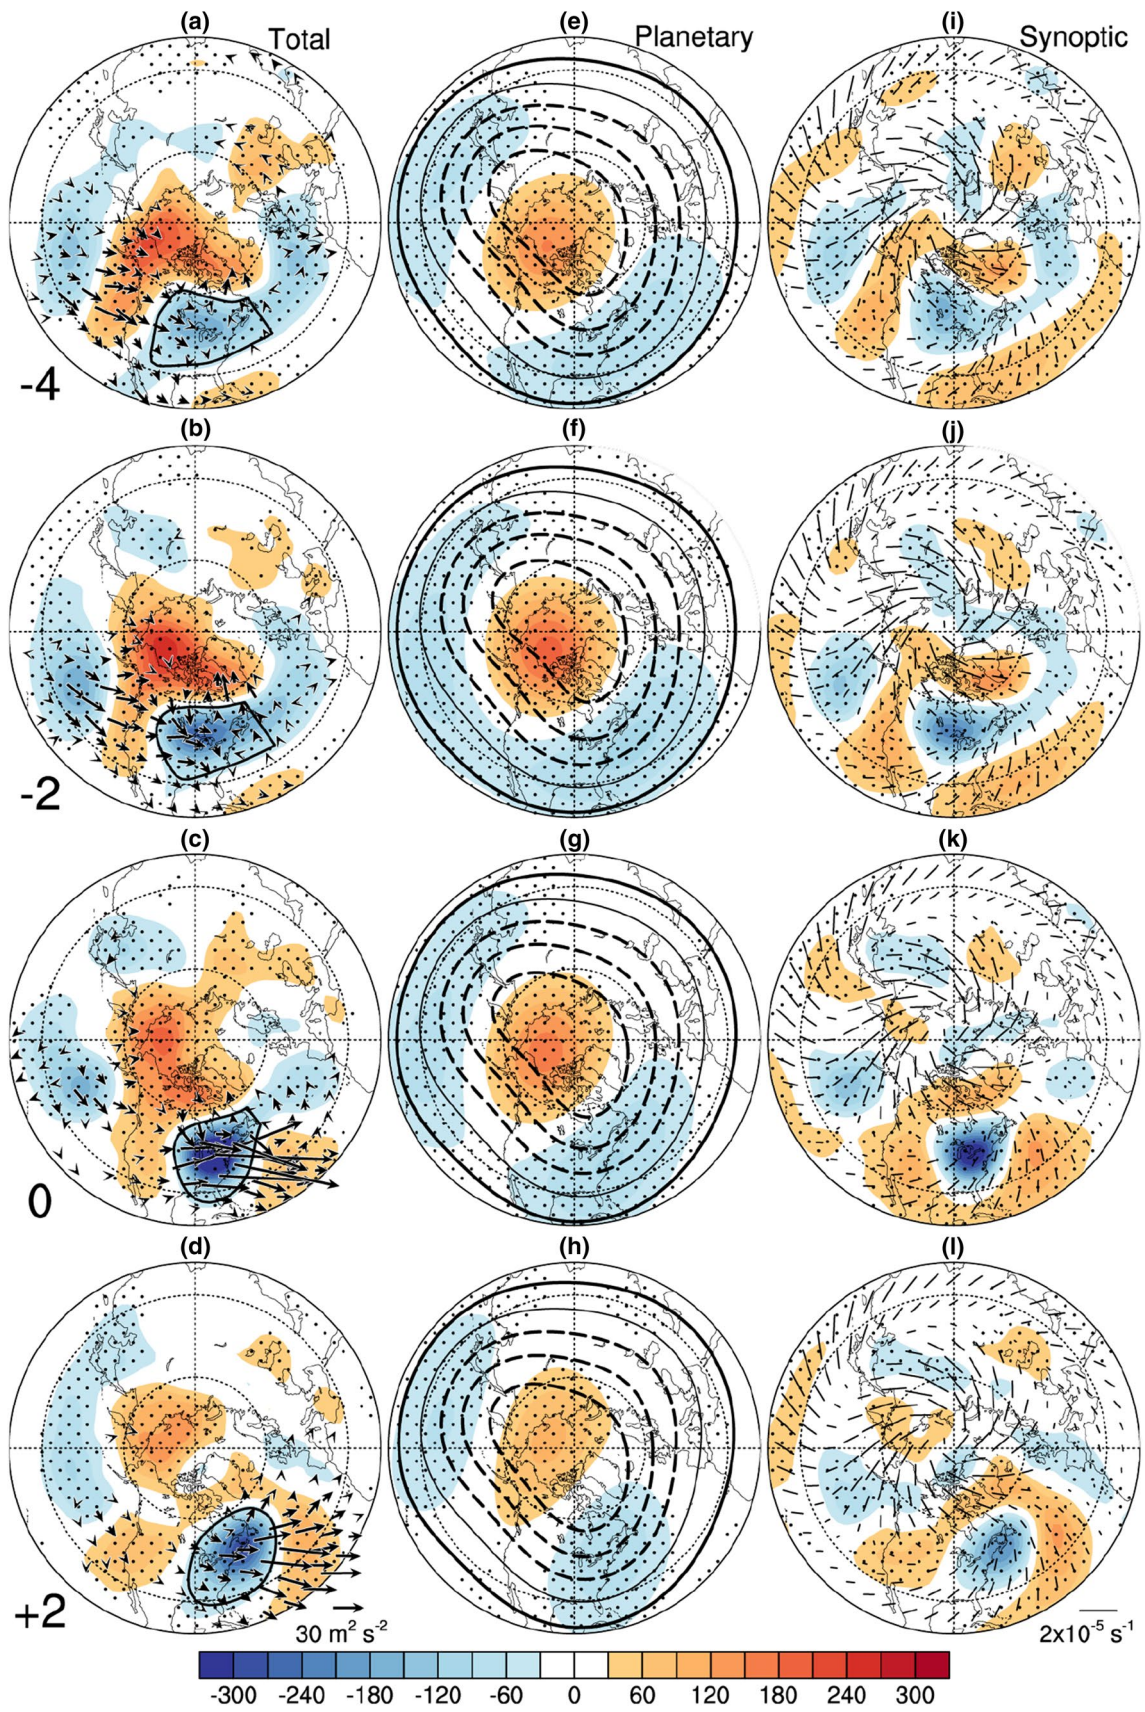 (a) (e) (i)
Total Planetary Synoptic
-4
(b) (f) (j)
-2
(c) (g) (k)
0
(d) (h) (l)
+2
30 m² s⁻² 2x10⁻⁵ s⁻¹
-300 -240 -180 -120 -60 0 60 120 180 240 300